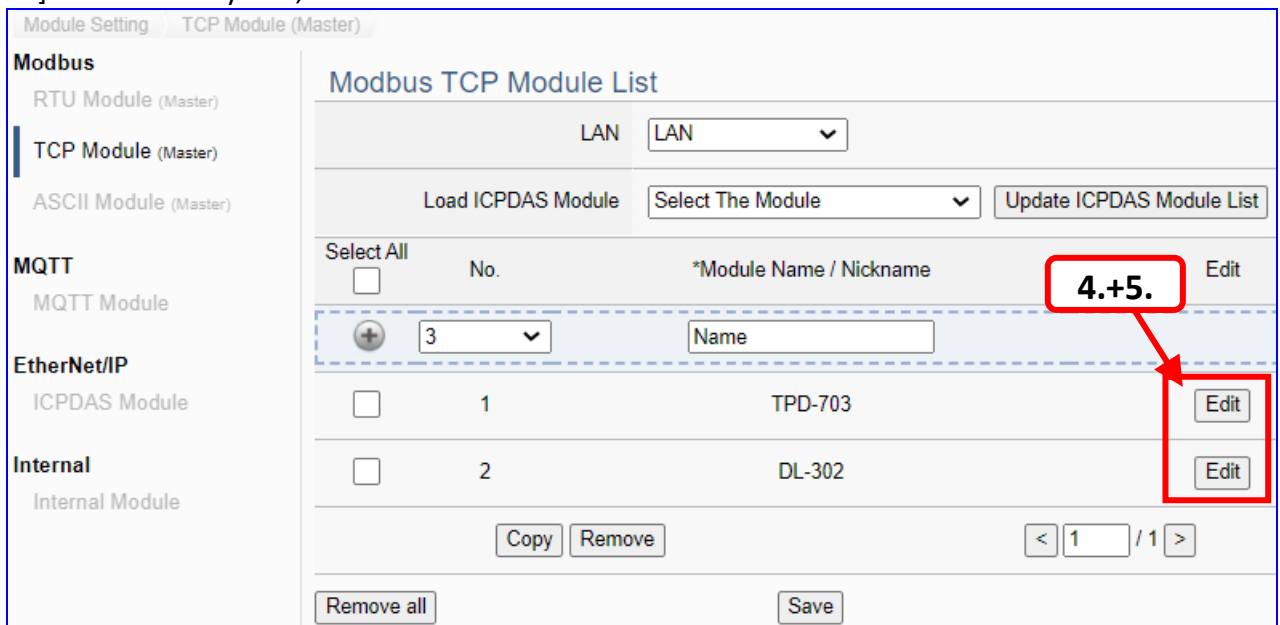 Module Setting TCP Module (Master)
Modbus
RTU Module (Master)
TCP Module (Master)
ASCII Module (Master)
MQTT
MQTT Module
EtherNet/IP
ICPDAS Module
Internal
Internal Module
Modbus TCP Module List
LAN LAN
Load ICPDAS Module Select The Module Update ICPDAS Module List
Select All No. *Module Name / Nickname Edit
4.+5.
3 Name
1 TPD-703 Edit
2 DL-302 Edit
Copy Remove < 1 / 1 >
Remove all Save